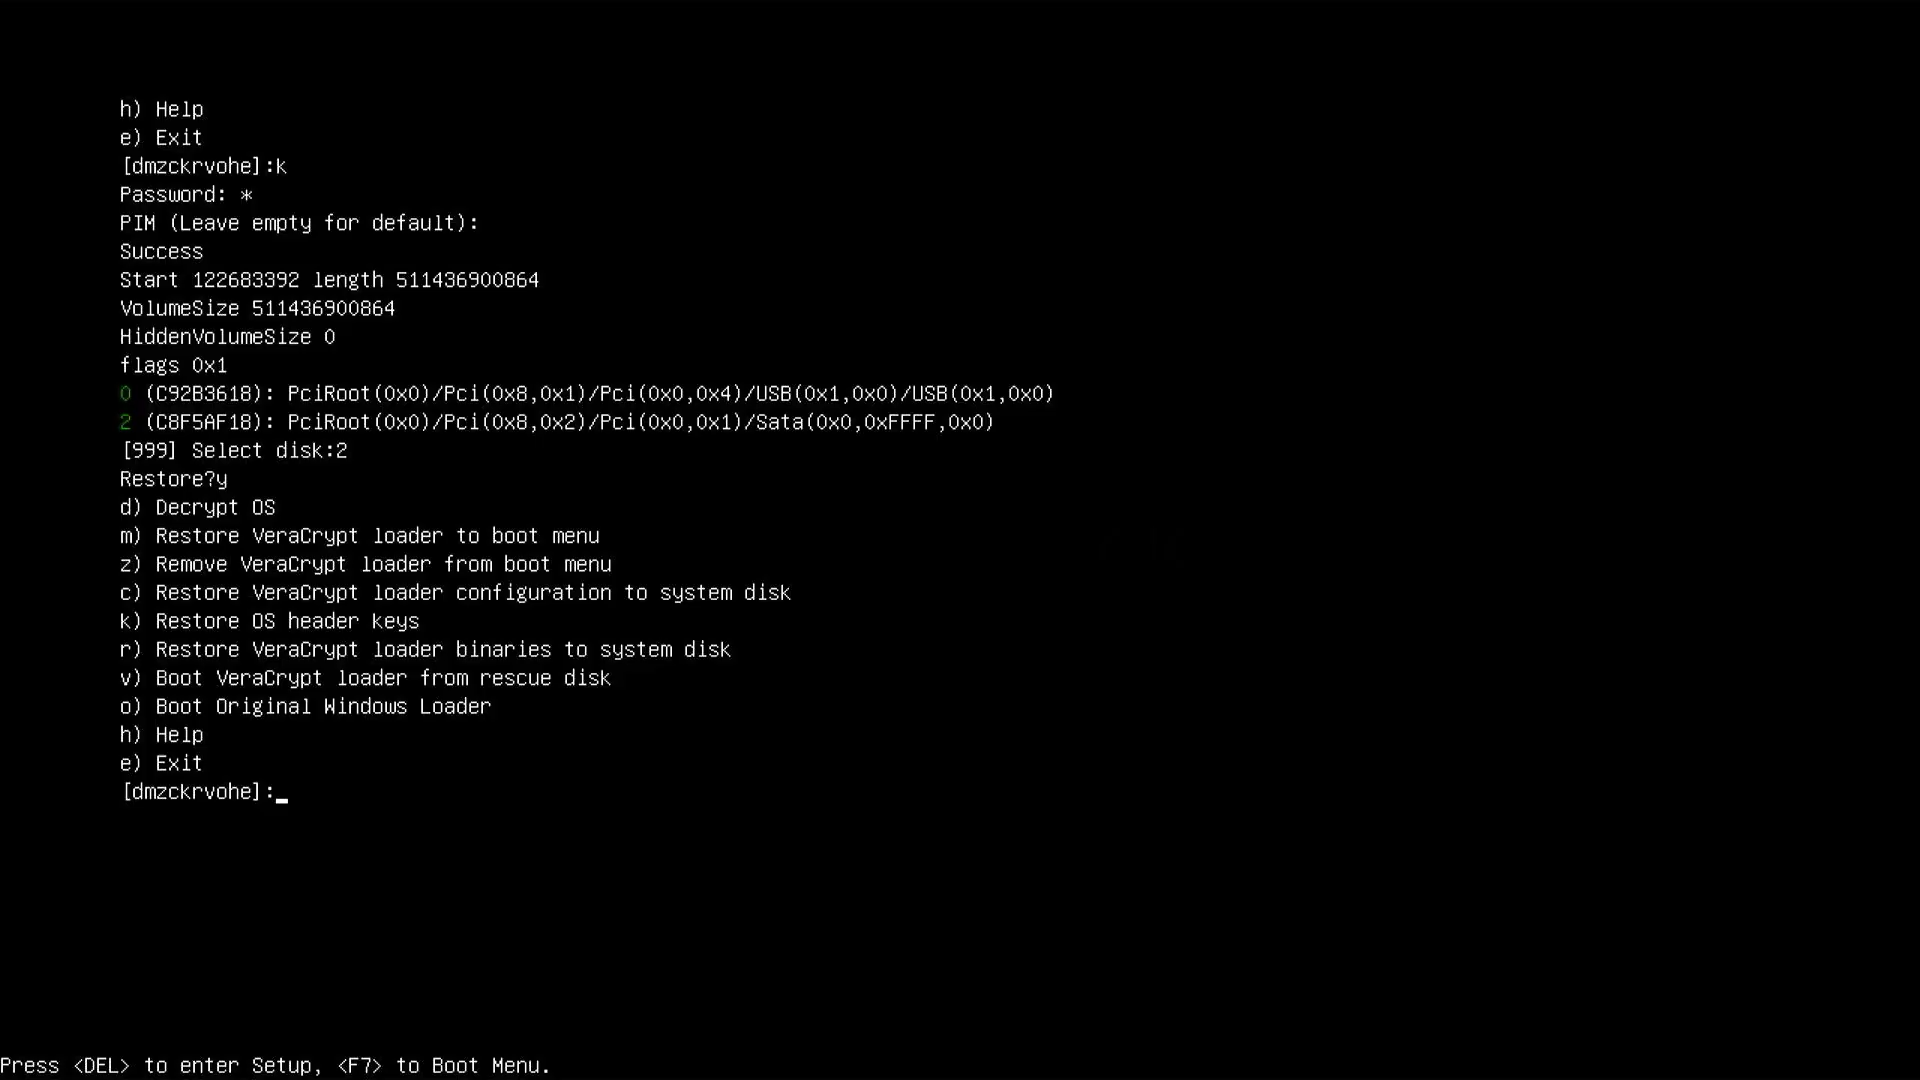 h) Help
e) Exit
[dmzckrvohe]:k
Password: *
PIM (Leave empty for default):
Success
Start 122683392 length 511436900864
VolumeSize 511436900864
HiddenVolumeSize 0
flags 0x1
0 (C92B3618): PciRoot(0x0)/Pci(0x8,0x1)/Pci(0x0,0x4)/USB(0x1,0x0)/USB(0x1,0x0)
2 (C8F5AF18): PciRoot(0x0)/Pci(0x8,0x2)/Pci(0x0,0x1)/Sata(0x0,0xFFFF,0x0)
[999] Select disk:2
Restore?y
d) Decrypt OS
m) Restore VeraCrypt loader to boot menu
z) Remove VeraCrypt loader from boot menu
c) Restore VeraCrypt loader configuration to system disk
k) Restore OS header keys
r) Restore VeraCrypt loader binaries to system disk
v) Boot VeraCrypt loader from rescue disk
o) Boot Original Windows Loader
h) Help
e) Exit
[dmzckrvohe]:_
Press <DEL> to enter Setup, <F7> to Boot Menu.